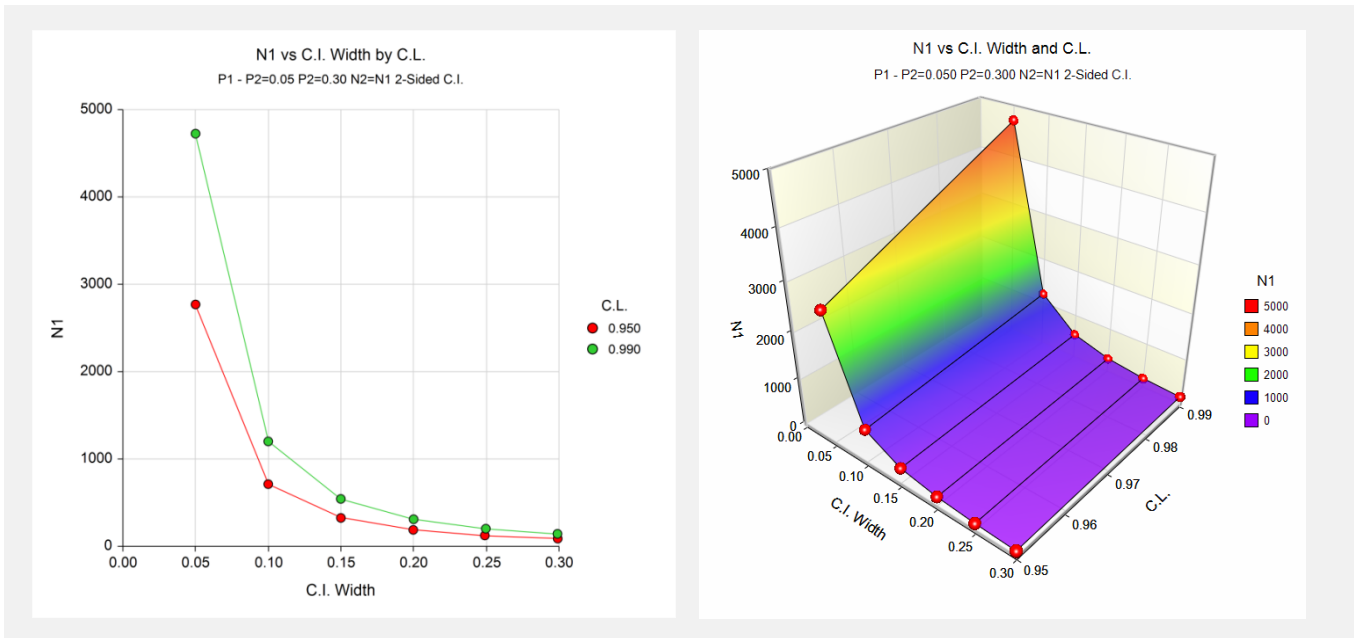 N1 vs C.I. Width by C.L.
P1 - P2=0.05 P2=0.30 N2=N1 2-Sided C.I.
5000
4000
3000
2000
1000
0
N1
0.00 0.05 0.10 0.15 0.20 0.25 0.30
C.I. Width
C.L.
0.950
0.990
N1 vs C.I. Width and C.L.
P1 - P2=0.050 P2=0.300 N2=N1 2-Sided C.I.
5000
4000
3000
2000
1000
0
N1
0.00
0.05
0.10
0.15
0.20
0.25
0.30
C.I. Width
0.95
0.96
0.97
0.98
0.99
C.L.
N1
5000
4000
3000
2000
1000
0